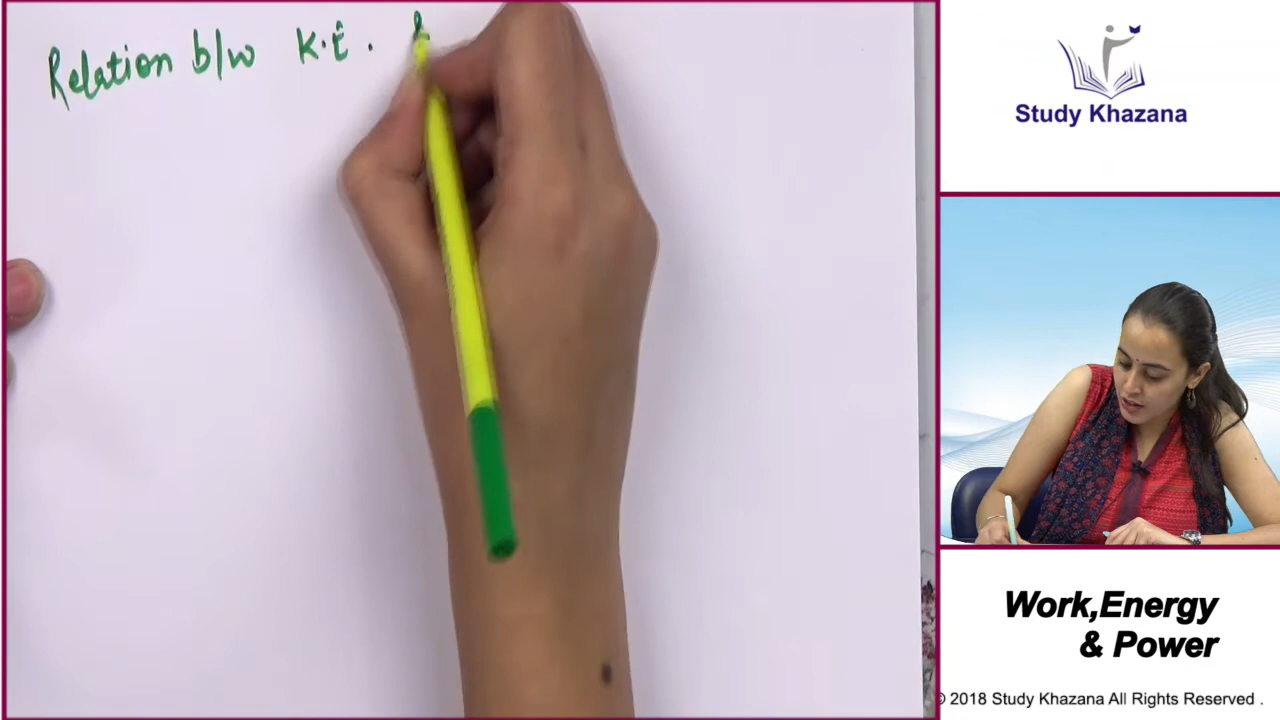 Relation b/w K.E. &
Study Khazana
Work,Energy
& Power
© 2018 Study Khazana All Rights Reserved .